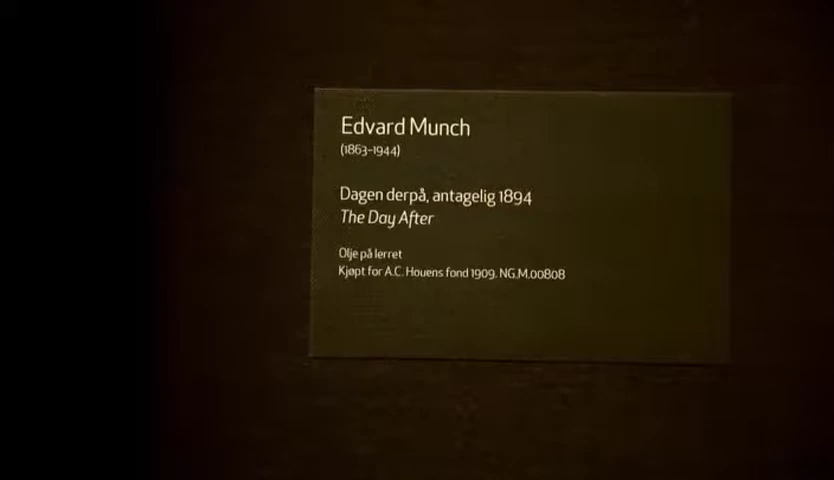 Edvard Munch
(1863-1944)
Dagen derpå, antagelig 1894
The Day After
Olje på lerret
Kjøpt for A.C. Houens fond 1909. NG.M.00808